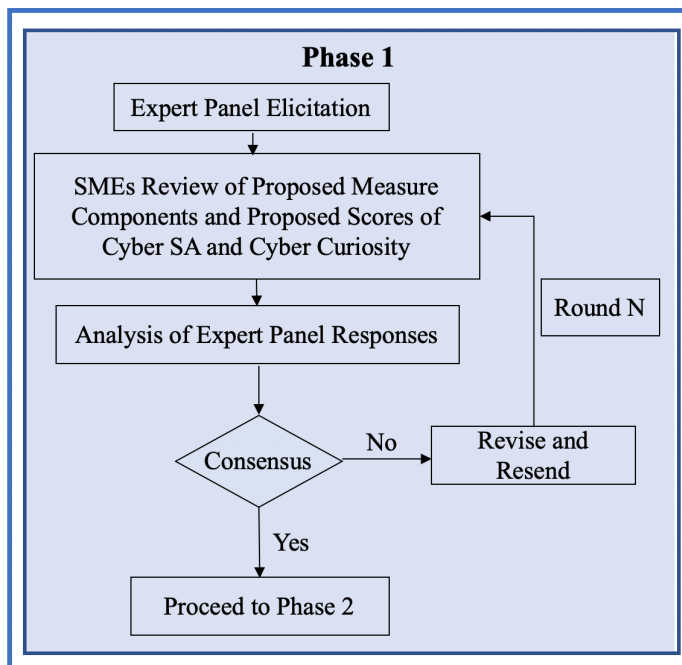 Phase 1
Expert Panel Elicitation
SMEs Review of Proposed Measure
Components and Proposed Scores of
Cyber SA and Cyber Curiosity
Round N
Analysis of Expert Panel Responses
Consensus
No
Revise and
Resend
Yes
Proceed to Phase 2